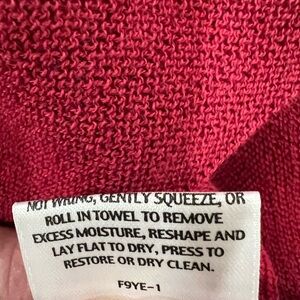 NOT WRING, GENTLY SQUEEZE, OR
ROLL IN TOWEL TO REMOVE
EXCESS MOISTURE, RESHAPE AND
LAY FLAT TO DRY, PRESS TO
RESTORE OR DRY CLEAN.
F9YE-1